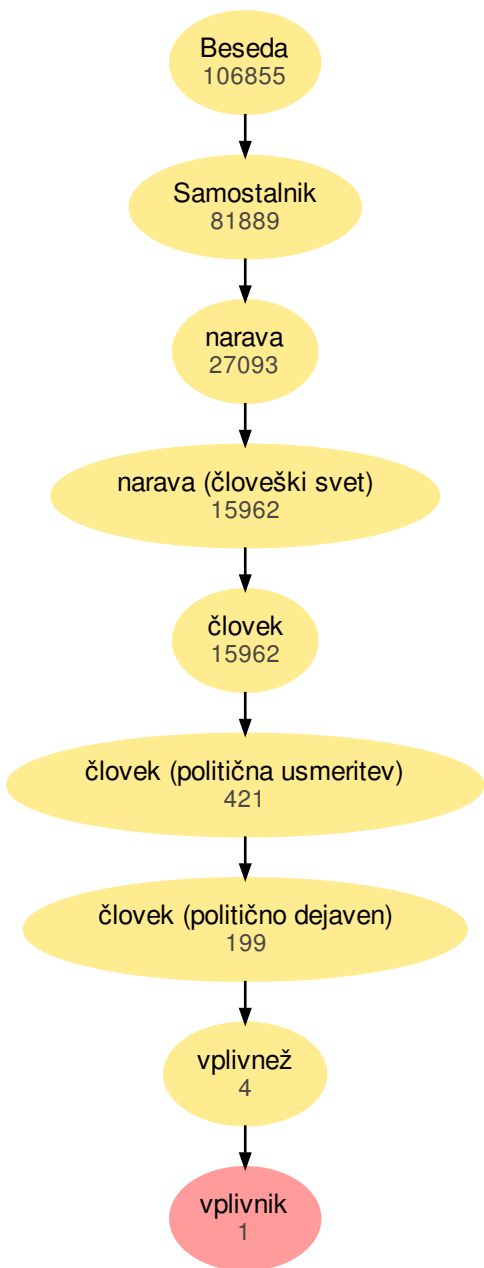 Beseda
106855
Samostalnik
81889
narava
27093
narava (človeški svet)
15962
človek
15962
človek (politična usmeritev)
421
človek (politično dejaven)
199
vplivnež
4
vplivnik
1